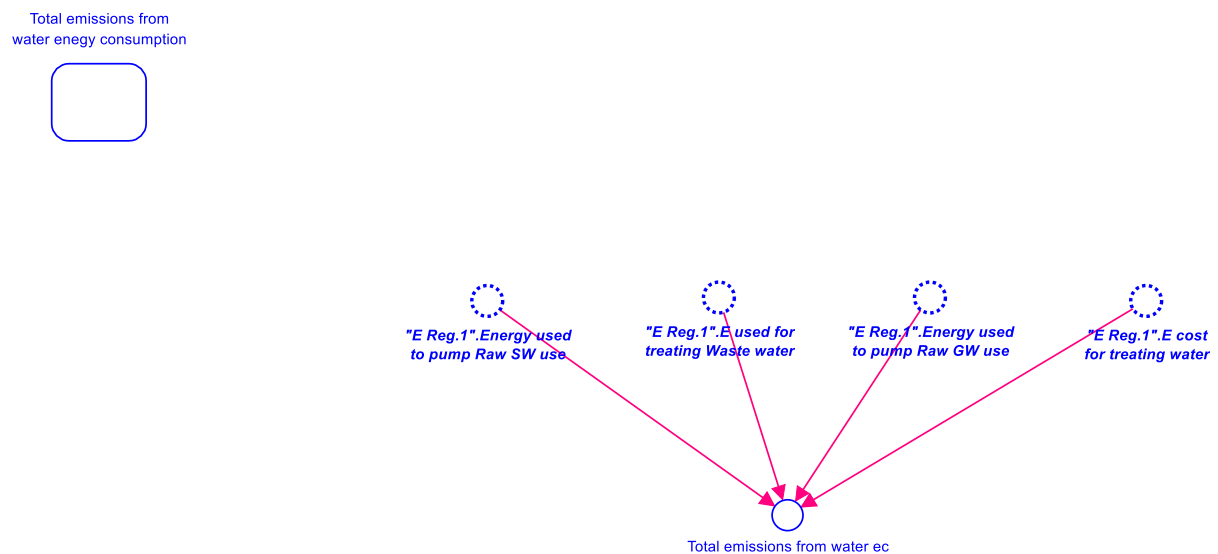 Total emissions from
water enegy consumption
"E Reg.1".Energy used
to pump Raw SW use
"E Reg.1".E used for
treating Waste water
"E Reg.1".Energy used
to pump Raw GW use
"E Reg.1".E cost
for treating water
Total emissions from water ec